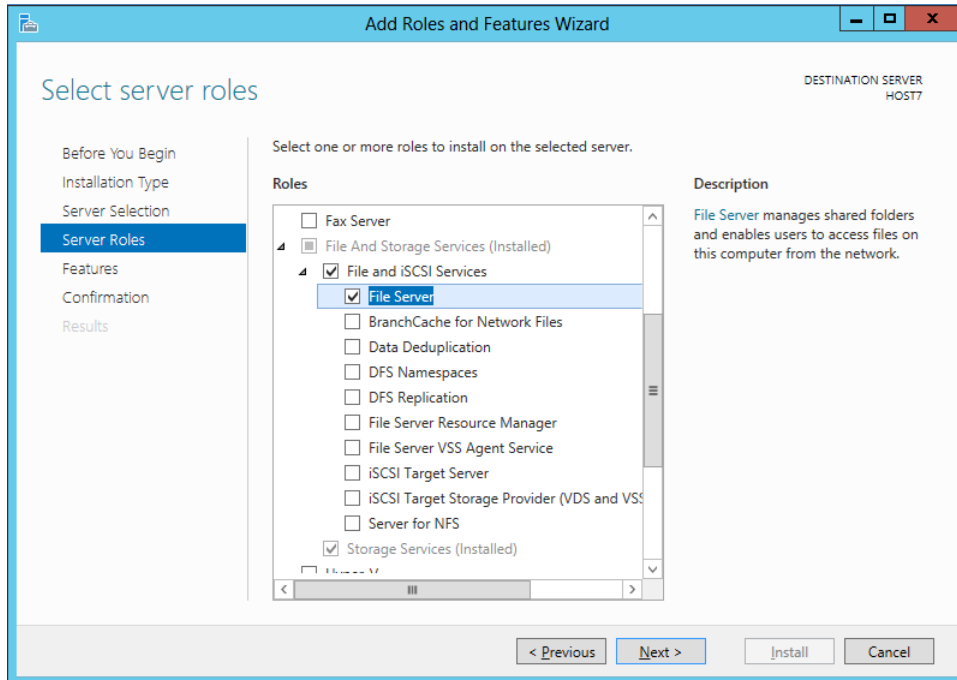 Add Roles and Features Wizard
Select server roles
DESTINATION SERVER
HOST7
Before You Begin
Installation Type
Server Selection
Server Roles
Features
Confirmation
Results
Select one or more roles to install on the selected server.
Roles
Fax Server
File And Storage Services (Installed)
File and iSCSI Services
File Server
BranchCache for Network Files
Data Deduplication
DFS Namespaces
DFS Replication
File Server Resource Manager
File Server VSS Agent Service
iSCSI Target Server
iSCSI Target Storage Provider (VDS and VSS
Server for NFS
Storage Services (Installed)
Hyper-V
Description
File Server manages shared folders
and enables users to access files on
this computer from the network.
< Previous
Next >
Install
Cancel